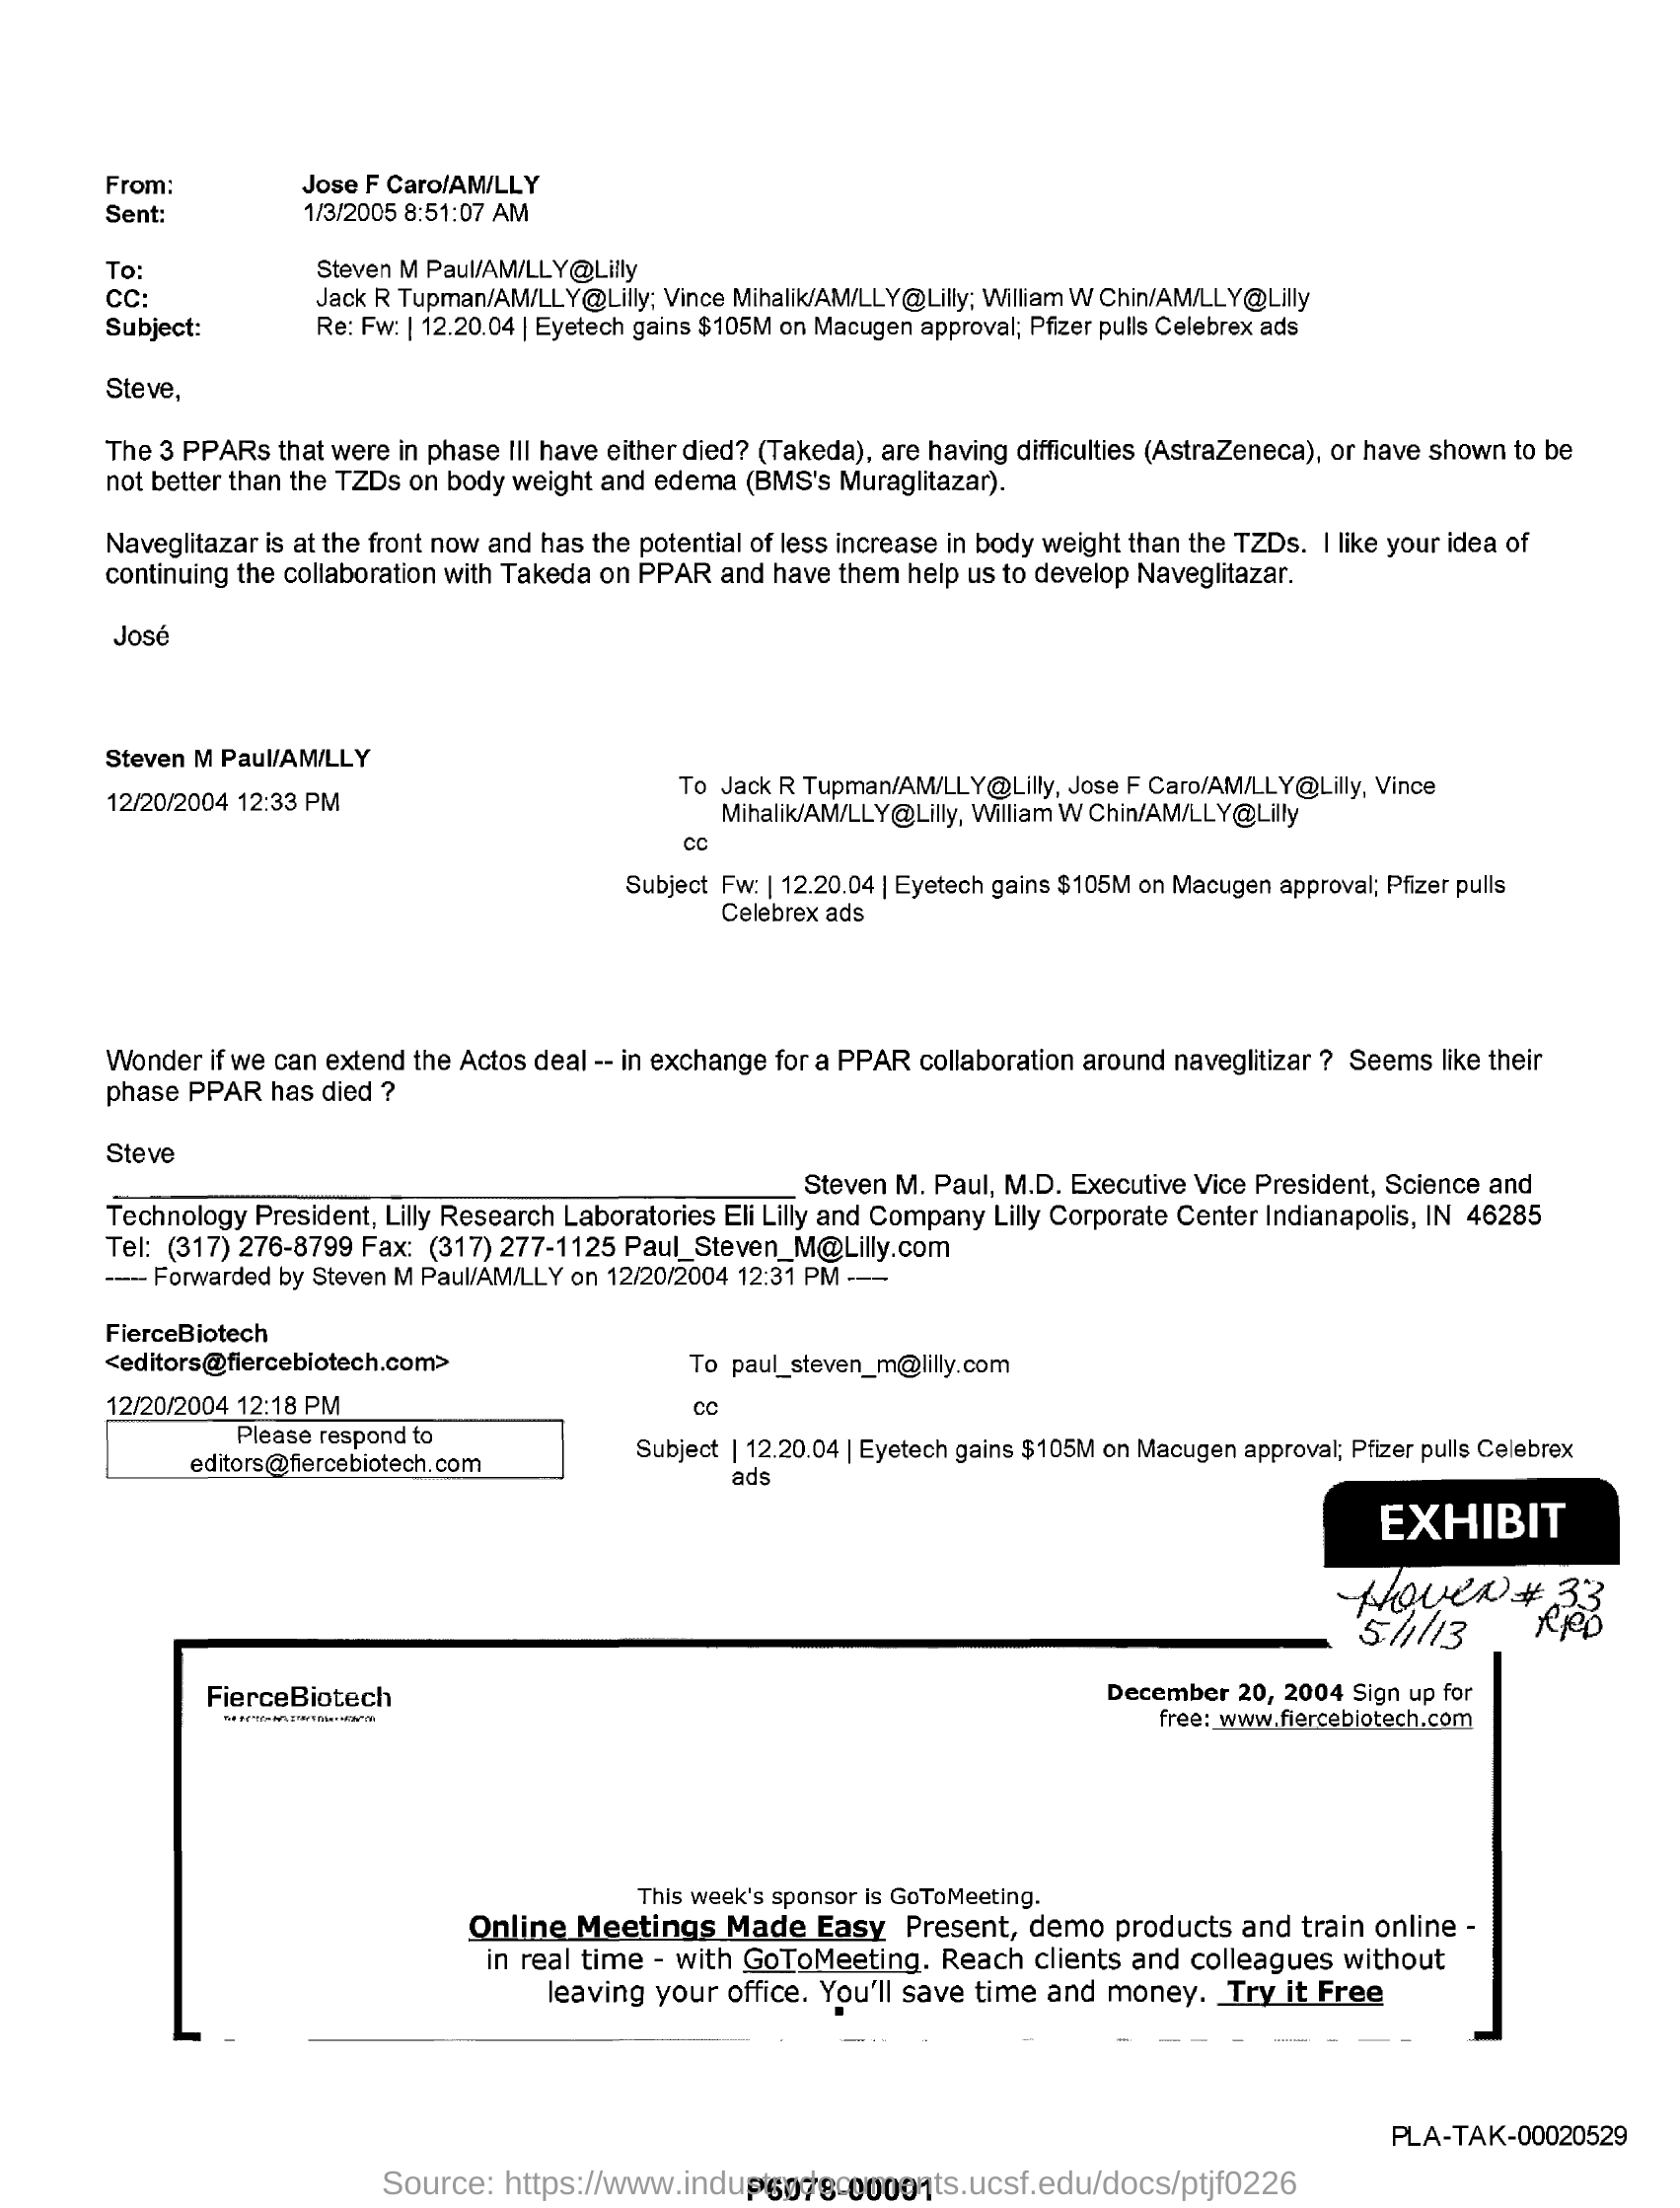 From: Jose F Caro/AM/LLY
Sent: 1/3/2005 8:51:07 AM
To: Steven M Paul/AM/LLY@Lilly
CC: Jack R Tupman/AM/LLY@Lilly; Vince Mihalik/AM/LLY@Lilly; William W Chin/AM/LLY@Lilly
Subject: Re: Fw: | 12.20.04 | Eyetech gains $105M on Macugen approval; Pfizer pulls Celebrex ads
Steve,
The 3 PPARs that were in phase III have either died? (Takeda), are having difficulties (AstraZeneca), or have shown to be
not better than the TZDs on body weight and edema (BMS's Muraglitazar).
Naveglitazar is at the front now and has the potential of less increase in body weight than the TZDs. I like your idea of
continuing the collaboration with Takeda on PPAR and have them help us to develop Naveglitazar.
José
Steven M Paul/AM/LLY
12/20/2004 12:33 PM
To Jack R Tupman/AM/LLY@Lilly, Jose F Caro/AM/LLY@Lilly, Vince
Mihalik/AM/LLY@Lilly, William W Chin/AM/LLY@Lilly
cc
Subject Fw: | 12.20.04 | Eyetech gains $105M on Macugen approval; Pfizer pulls
Celebrex ads
Wonder if we can extend the Actos deal -- in exchange for a PPAR collaboration around naveglitizar ? Seems like their
phase PPAR has died ?
Steve
Steven M. Paul, M.D. Executive Vice President, Science and
Technology President, Lilly Research Laboratories Eli Lilly and Company Lilly Corporate Center Indianapolis, IN 46285
Tel: (317) 276-8799 Fax: (317) 277-1125 Paul_Steven_M@Lilly.com
---- Forwarded by Steven M Paul/AM/LLY on 12/20/2004 12:31 PM ----
FierceBiotech
<editors@fiercebiotech.com>
12/20/2004 12:18 PM
Please respond to
editors@fiercebiotech.com
To paul_steven_m@lilly.com
cc
Subject | 12.20.04 | Eyetech gains $105M on Macugen approval; Pfizer pulls Celebrex
ads
EXHIBIT
# 33
5/1/13
FierceBiotech
December 20, 2004 Sign up for
free: www.fiercebiotech.com
This week's sponsor is GoToMeeting.
Online Meetings Made Easy Present, demo products and train online -
in real time - with GoToMeeting. Reach clients and colleagues without
leaving your office. You'll save time and money. Try it Free
PLA-TAK-00020529
Source: https://www.industrydocuments.ucsf.edu/docs/ptjf0226